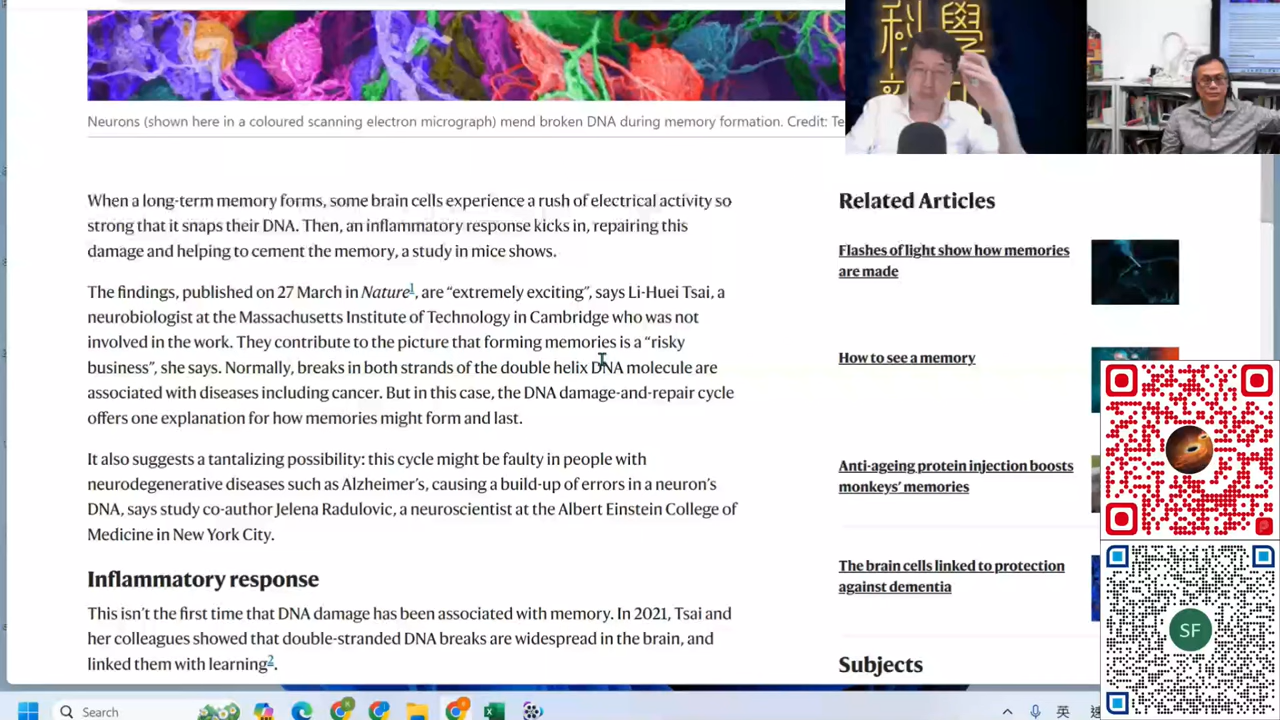 科學
Neurons (shown here in a coloured scanning electron micrograph) mend broken DNA during memory formation. Credit: Te
When a long-term memory forms, some brain cells experience a rush of electrical activity so
strong that it snaps their DNA. Then, an inflammatory response kicks in, repairing this
damage and helping to cement the memory, a study in mice shows.
The findings, published on 27 March in Nature1, are “extremely exciting”, says Li-Huei Tsai, a
neurobiologist at the Massachusetts Institute of Technology in Cambridge who was not
involved in the work. They contribute to the picture that forming memories is a “risky
business”, she says. Normally, breaks in both strands of the double helix DNA molecule are
associated with diseases including cancer. But in this case, the DNA damage-and-repair cycle
offers one explanation for how memories might form and last.
It also suggests a tantalizing possibility: this cycle might be faulty in people with
neurodegenerative diseases such as Alzheimer’s, causing a build-up of errors in a neuron’s
DNA, says study co-author Jelena Radulovic, a neuroscientist at the Albert Einstein College of
Medicine in New York City.
Inflammatory response
This isn’t the first time that DNA damage has been associated with memory. In 2021, Tsai and
her colleagues showed that double-stranded DNA breaks are widespread in the brain, and
linked them with learning2.
Related Articles
Flashes of light show how memories
are made
How to see a memory
Anti-ageing protein injection boosts
monkeys’ memories
The brain cells linked to protection
against dementia
Subjects
SF
Search
英